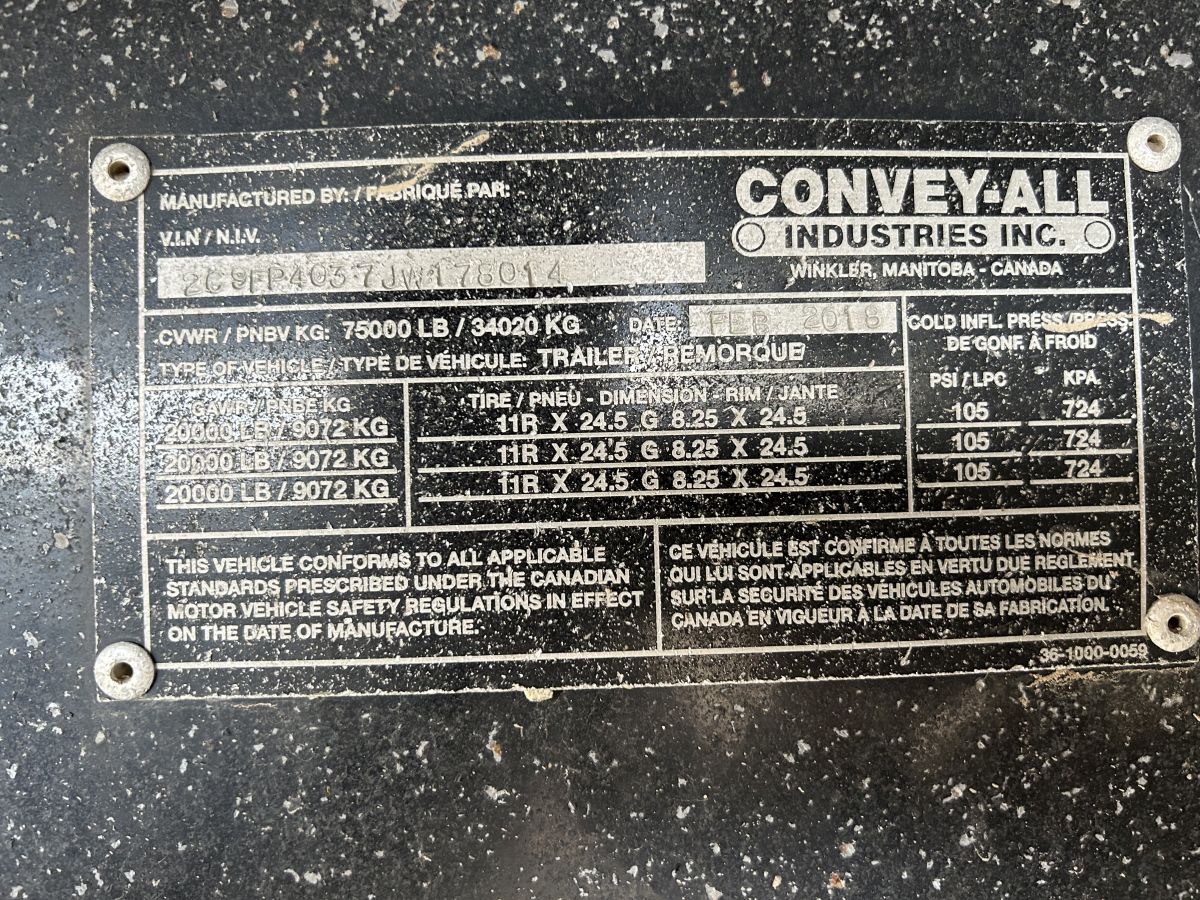 MANUFACTURED BY: / FABRIQUÉ PAR:
CONVEY-ALL
INDUSTRIES INC.
WINKLER, MANITOBA - CANADA
V.I.N / N.I.V.
2C9FP4037JW178014
GVWR / PNBV KG: 75000 LB / 34020 KG DATE: FEB 2018
TYPE OF VEHICLE / TYPE DE VÉHICULE: TRAILER / REMORQUE
COLD INFL. PRESS / PRESS.
DE GONF. À FROID
GAWR / PNBE KG TIRE / PNEU - DIMENSION - RIM / JANTE PSI / LPC KPA
20000 LB / 9072 KG 11R X 24.5 G 8.25 X 24.5 105 724
20000 LB / 9072 KG 11R X 24.5 G 8.25 X 24.5 105 724
20000 LB / 9072 KG 11R X 24.5 G 8.25 X 24.5 105 724
THIS VEHICLE CONFORMS TO ALL APPLICABLE
STANDARDS PRESCRIBED UNDER THE CANADIAN
MOTOR VEHICLE SAFETY REGULATIONS IN EFFECT
ON THE DATE OF MANUFACTURE.
CE VÉHICULE EST CONFIRME À TOUTES LES NORMES
QUI LUI SONT APPLICABLES EN VERTU DUE REGLEMENT
SUR LA SECURITÉ DES VÉHICULES AUTOMOBILES DU
CANADA EN VIGUEUR À LA DATE DE SA FABRICATION.
36-1000-0059